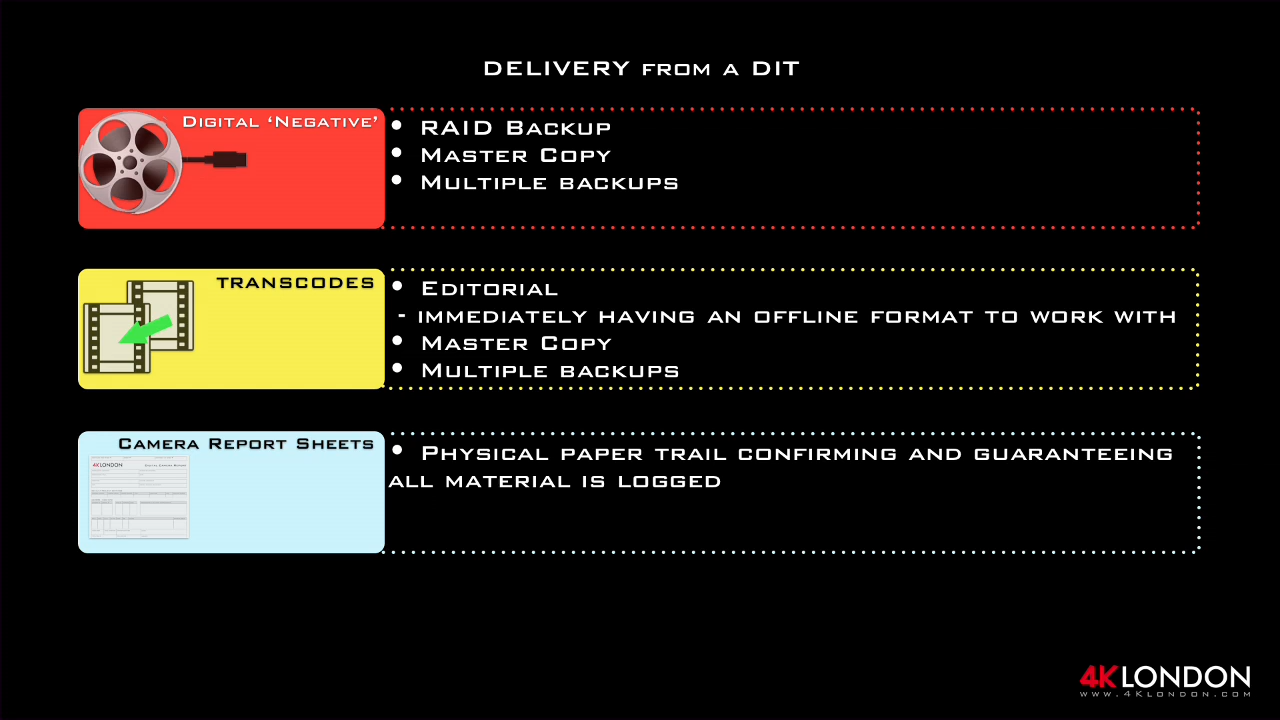 DELIVERY FROM A DIT
DIGITAL ‘NEGATIVE’
• RAID BACKUP
• MASTER COPY
• MULTIPLE BACKUPS
TRANSCODES
• EDITORIAL
- IMMEDIATELY HAVING AN OFFLINE FORMAT TO WORK WITH
• MASTER COPY
• MULTIPLE BACKUPS
CAMERA REPORT SHEETS
4KLONDON
• PHYSICAL PAPER TRAIL CONFIRMING AND GUARANTEEING
ALL MATERIAL IS LOGGED
4KLONDON
WWW.4KLONDON.COM